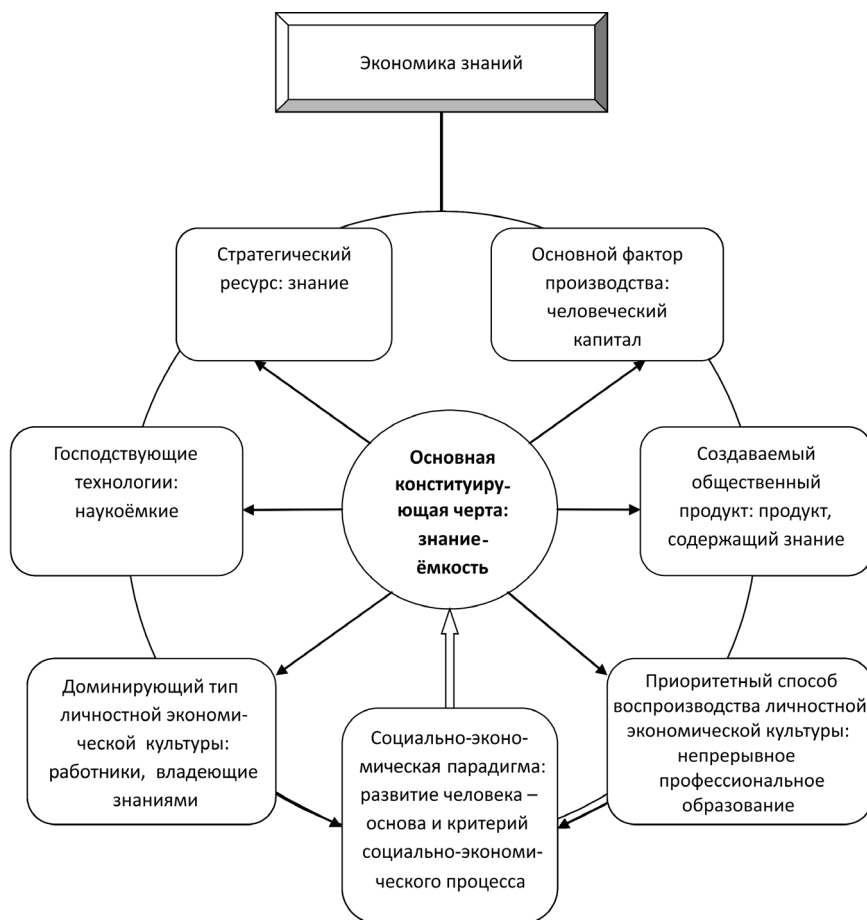 Экономика знаний
Стратегический
ресурс: знание
Основной фактор
производства:
человеческий
капитал
Господствующие
технологии:
наукоёмкие
Основная
конституиру-
ющая черта:
знание-
ёмкость
Создаваемый
общественный
продукт: продукт,
содержащий знание
Доминирующий тип
личностной экономи-
ческой культуры:
работники, владеющие
знаниями
Социально-эконо-
мическая парадигма:
развитие человека –
основа и критерий
социально-экономи-
ческого процесса
Приоритетный способ
воспроизводства личностной
экономической культуры:
непрерывное
профессиональное
образование